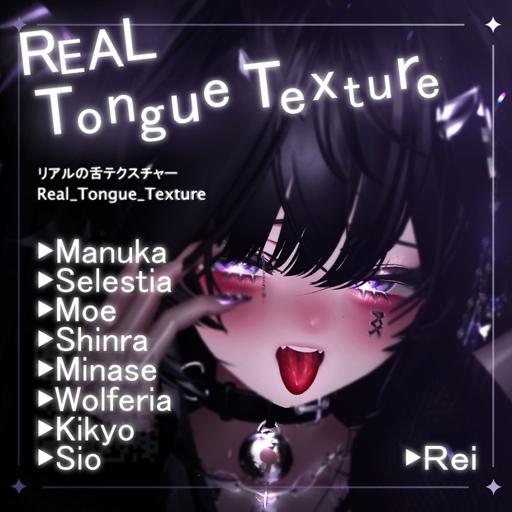 REAL
Tongue Texture
リアルの舌テクスチャー
Real_Tongue_Texture
▶Manuka
▶Selestia
▶Moe
▶Shinra
▶Minase
▶Wolferia
▶Kikyo
▶Sio
▶Rei